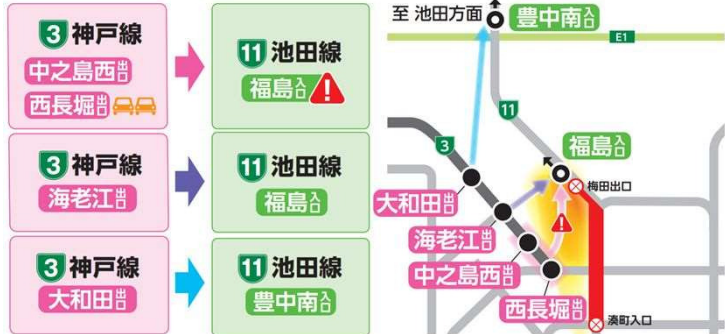 3 神戸線
中之島西出口
西長堀出口
11 池田線
福島入口
3 神戸線
海老江出口
11 池田線
福島入口
3 神戸線
大和田出口
11 池田線
豊中南入口
至 池田方面
豊中南入口
E1
11
3
福島入口
梅田出口
大和田出口
海老江出口
中之島西出口
西長堀出口
湊町入口